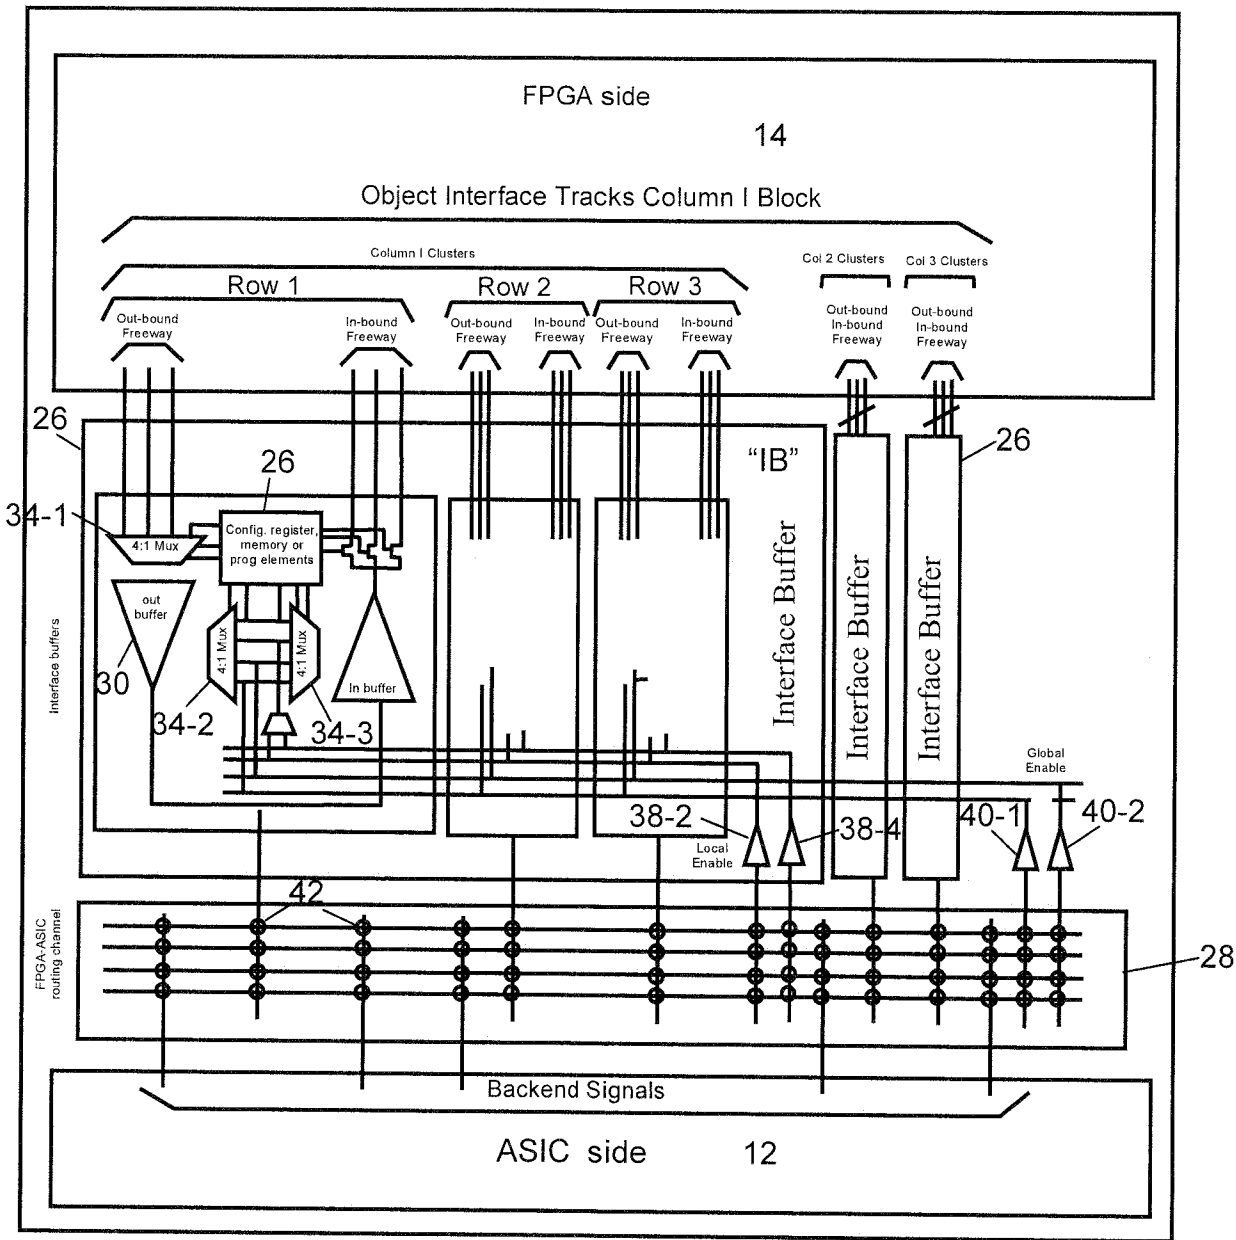 FPGA side
14
Object Interface Tracks Column I Block
Column I Clusters
Col 2 Clusters
Col 3 Clusters
Row 1
Row 2
Row 3
Out-bound
Freeway
In-bound
Freeway
Out-bound
Freeway
In-bound
Freeway
Out-bound
Freeway
In-bound
Freeway
Out-bound
In-bound
Freeway
Out-bound
In-bound
Freeway
26
26
"IB"
26
34-1
4:1 Mux
Config. register,
memory or
prog elements
out
buffer
30
4:1 Mux
4:1 Mux
34-2
34-3
In buffer
Interface buffers
Interface Buffer
Interface Buffer
Interface Buffer
Global
Enable
38-2
38-4
40-1
40-2
Local
Enable
42
FPGA-ASIC
routing channel
28
Backend Signals
ASIC side
12